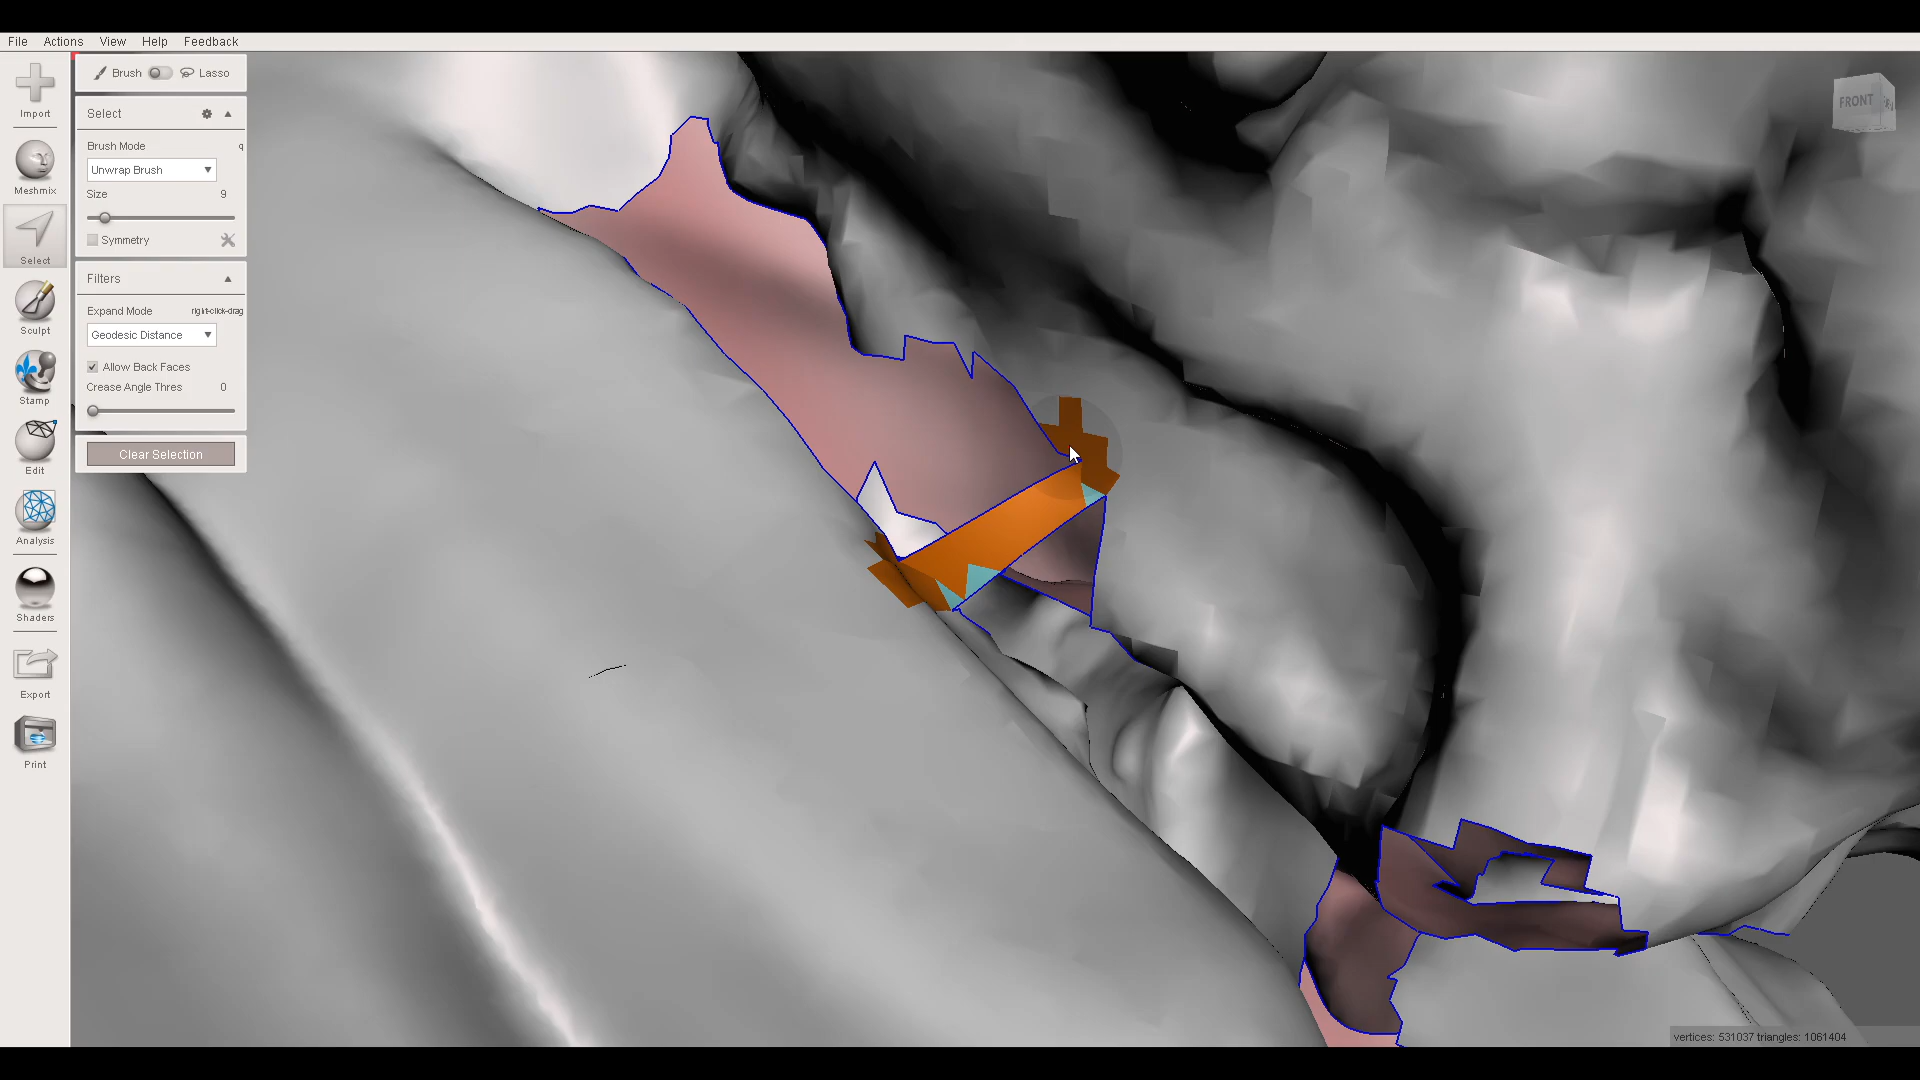 File Actions View Help Feedback
Brush Lasso
Import
Select
Brush Mode q
Unwrap Brush
Meshmix
Size 9
Symmetry
Select
Filters
Expand Mode right-click-drag
Sculpt
Geodesic Distance
Allow Back Faces
Crease Angle Thres 0
Stamp
Clear Selection
Edit
Analysis
Shaders
Export
Print
FRONT
vertices: 531037 triangles: 1061404